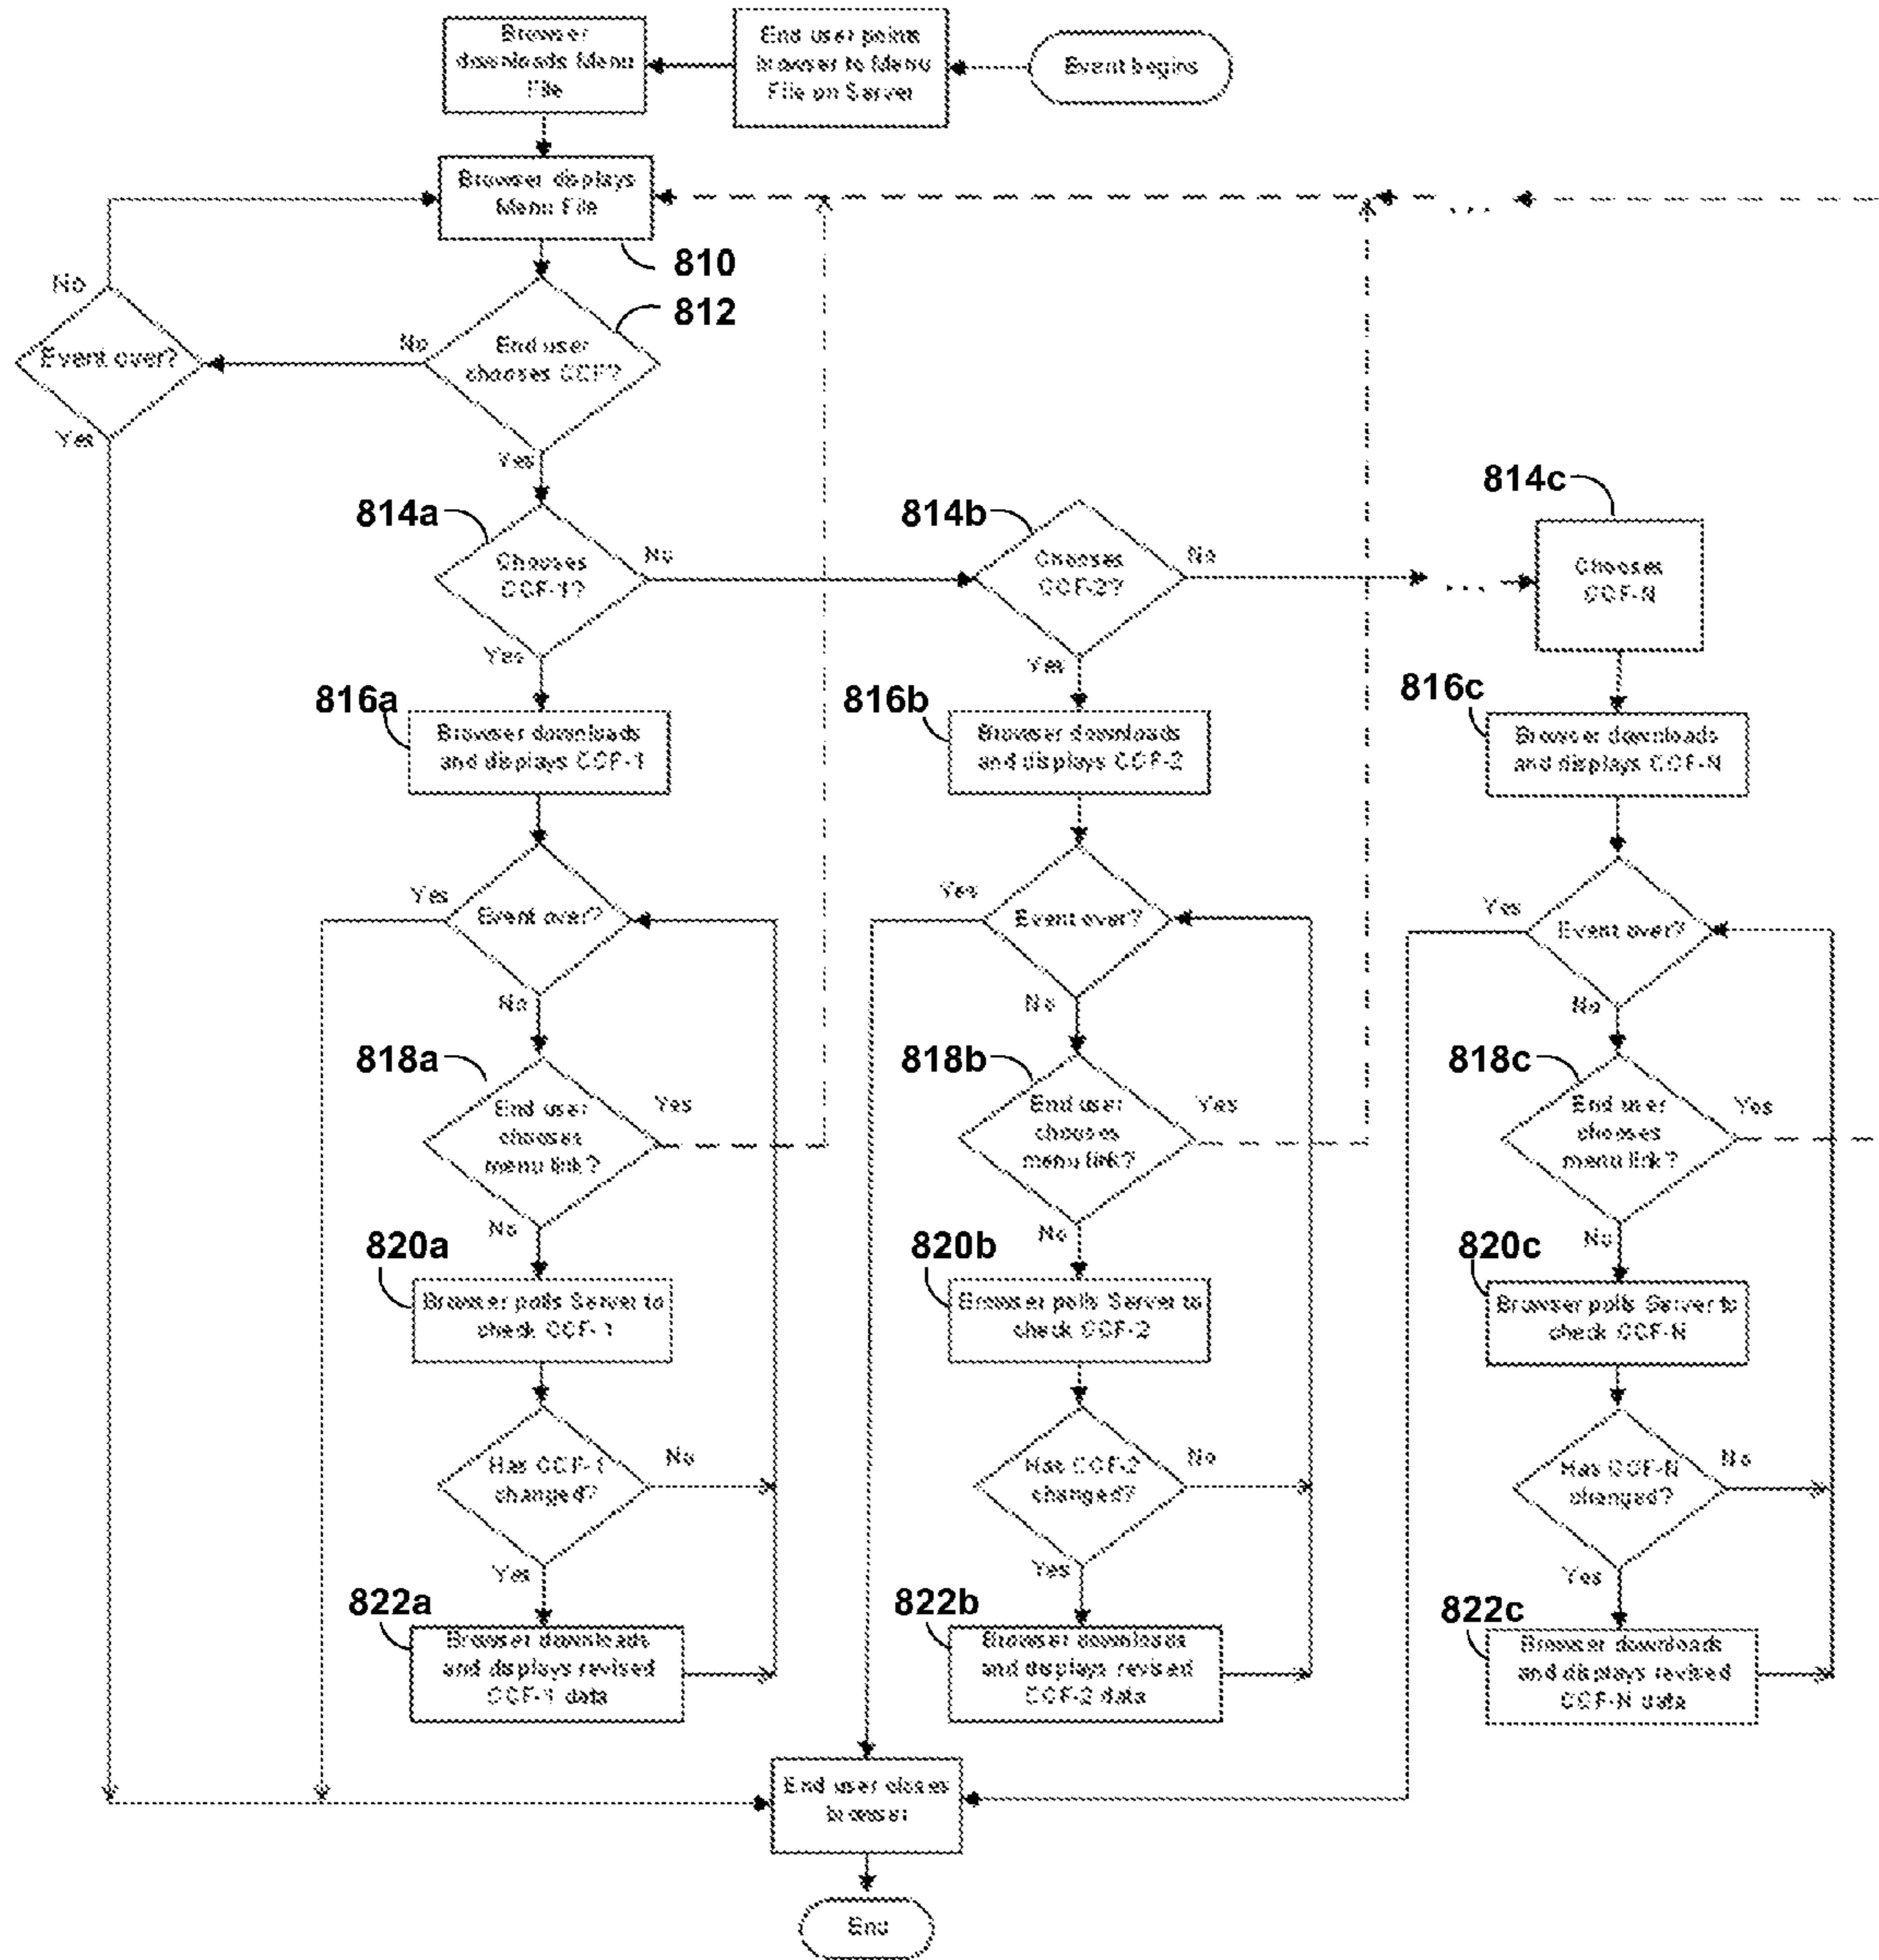 Browser
downloads Menu
File
End user points
browser to Menu
File on Server
Event begins
Browser displays
Menu File
810
812
No
Event over?
Yes
No
End user
chooses CCF?
Yes
814a
Chooses
CCF-1?
No
Yes
814b
Chooses
CCF-2?
No
Yes
...
...
814c
Chooses
CCF-N
816a
Browser downloads
and displays CCF-1
816b
Browser downloads
and displays CCF-2
816c
Browser downloads
and displays CCF-N
Yes
Event over?
No
Yes
Event over?
No
Yes
Event over?
No
818a
End user
chooses
menu link?
Yes
No
818b
End user
chooses
menu link?
Yes
No
818c
End user
chooses
menu link?
Yes
No
820a
Browser polls Server to
check CCF-1
820b
Browser polls Server to
check CCF-2
820c
Browser polls Server to
check CCF-N
Has CCF-1
changed?
No
Yes
Has CCF-2
changed?
No
Yes
Has CCF-N
changed?
No
Yes
822a
Browser downloads
and displays revised
CCF-1 data
822b
Browser downloads
and displays revised
CCF-2 data
822c
Browser downloads
and displays revised
CCF-N data
End user closes
browser
End